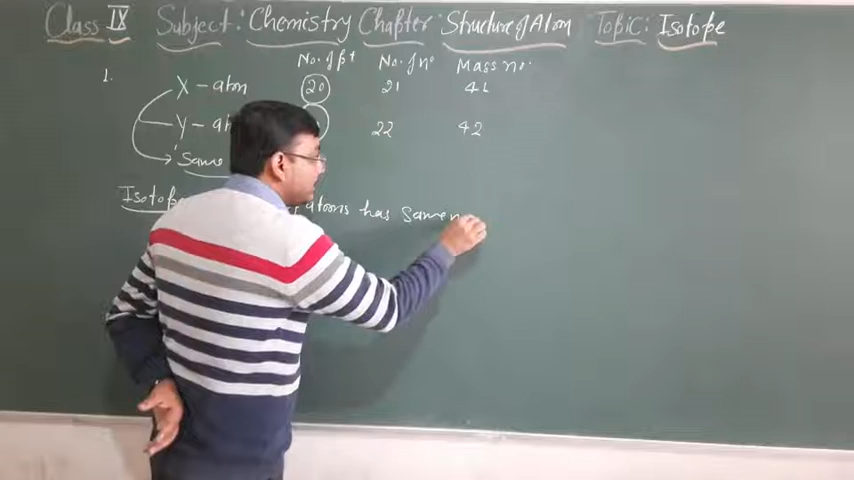 Class IX Subject: Chemistry Chapter: Structure of Atom Topic: Isotope
No. of p+ No. of n° Mass no.
1. X - atom 20 21 41
Y - 22 42
Same
Isotope atoms has same n